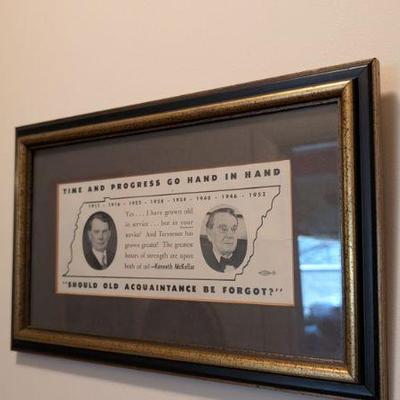 TIME AND PROGRESS GO HAND IN HAND
1911 - 1916 - 1922 - 1928 - 1934 - 1940 - 1946 - 1952
Yes . . . I have grown old
in service . . . but in your
service! And Tennessee has
grown greater! The greatest
hours of strength are upon
both of us! —Kenneth McKellar
"SHOULD OLD ACQUAINTANCE BE FORGOT?"